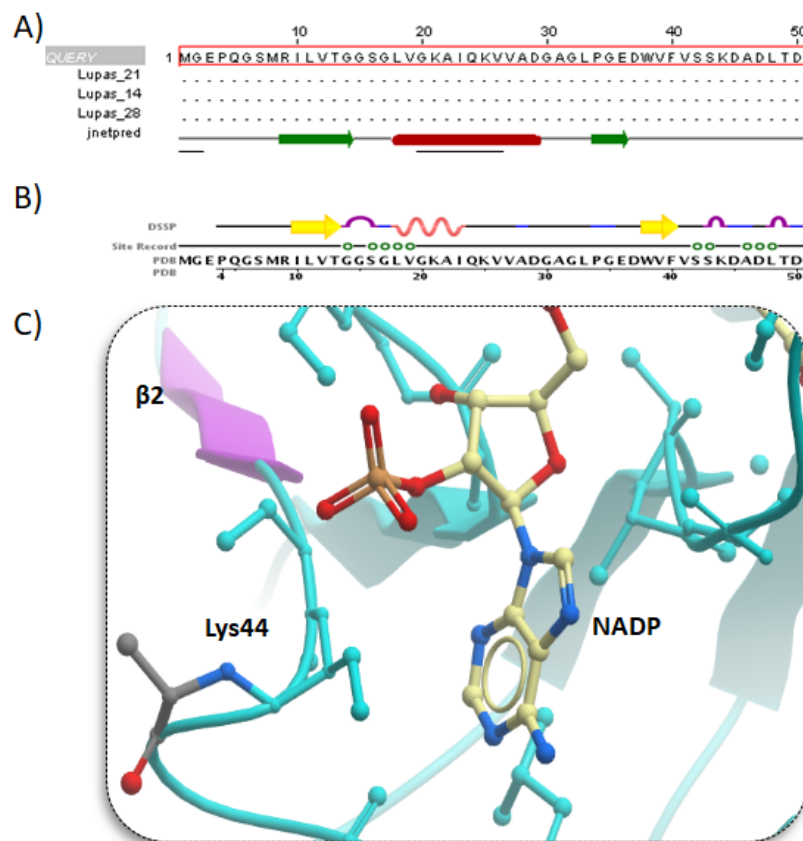 A)
10 20 30 40 50
QUERY 1 MGEPQGSMRILVTGGSGLVGKAIQKVVADGAGLPGEDWVFVSSKDADLTD
Lupas_21
Lupas_14
Lupas_28
jnetpred
B)
DSSP
Site Record
PDB MGEPQGSMRILVTGGSGLVGKAIQKVVADGAGLPGEDWVFVSSKDADLTD
PDB 4 10 20 30 40 50
C)
β2
Lys44
NADP